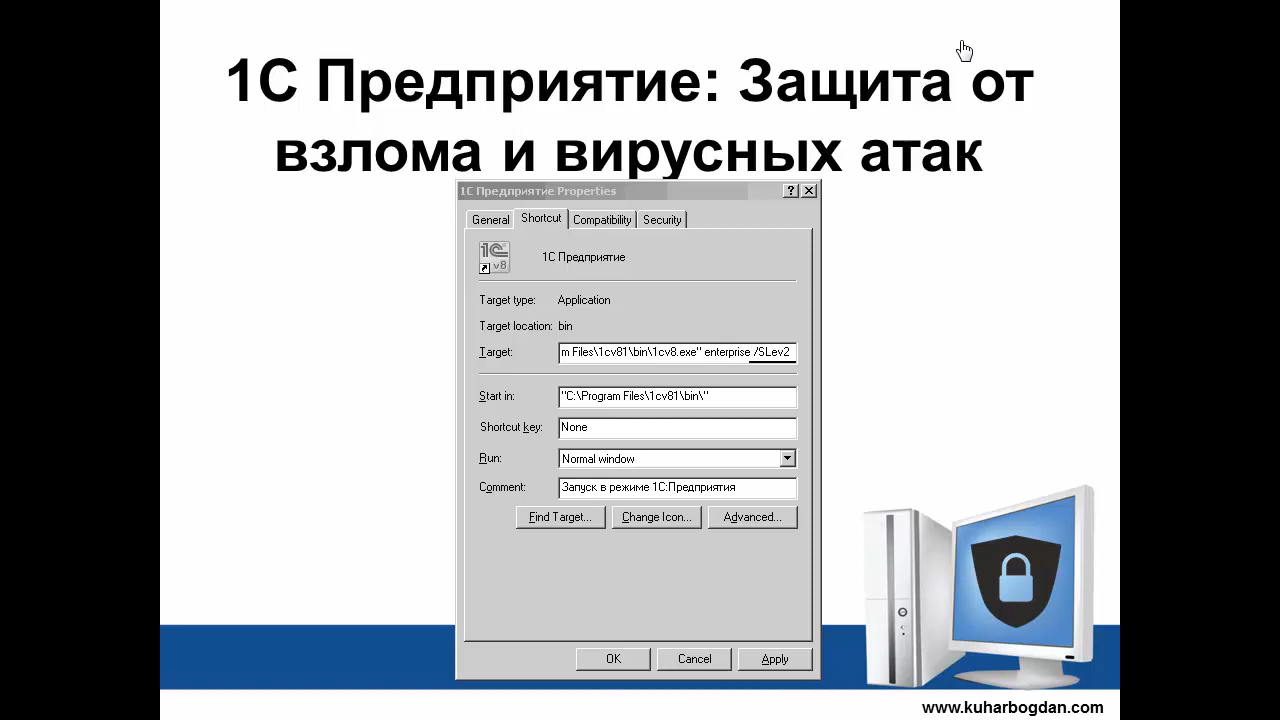 1С Предприятие: Защита от
взлома и вирусных атак
1С Предприятие Properties
General Shortcut Compatibility Security
1С v8
1С Предприятие
Target type: Application
Target location: bin
Target: m Files\1cv81\bin\1cv8.exe" enterprise /SLev2
Start in: "C:\Program Files\1cv81\bin\"
Shortcut key: None
Run: Normal window
Comment: Запуск в режиме 1С:Предприятия
Find Target... Change Icon... Advanced...
OK Cancel Apply
www.kuharbogdan.com